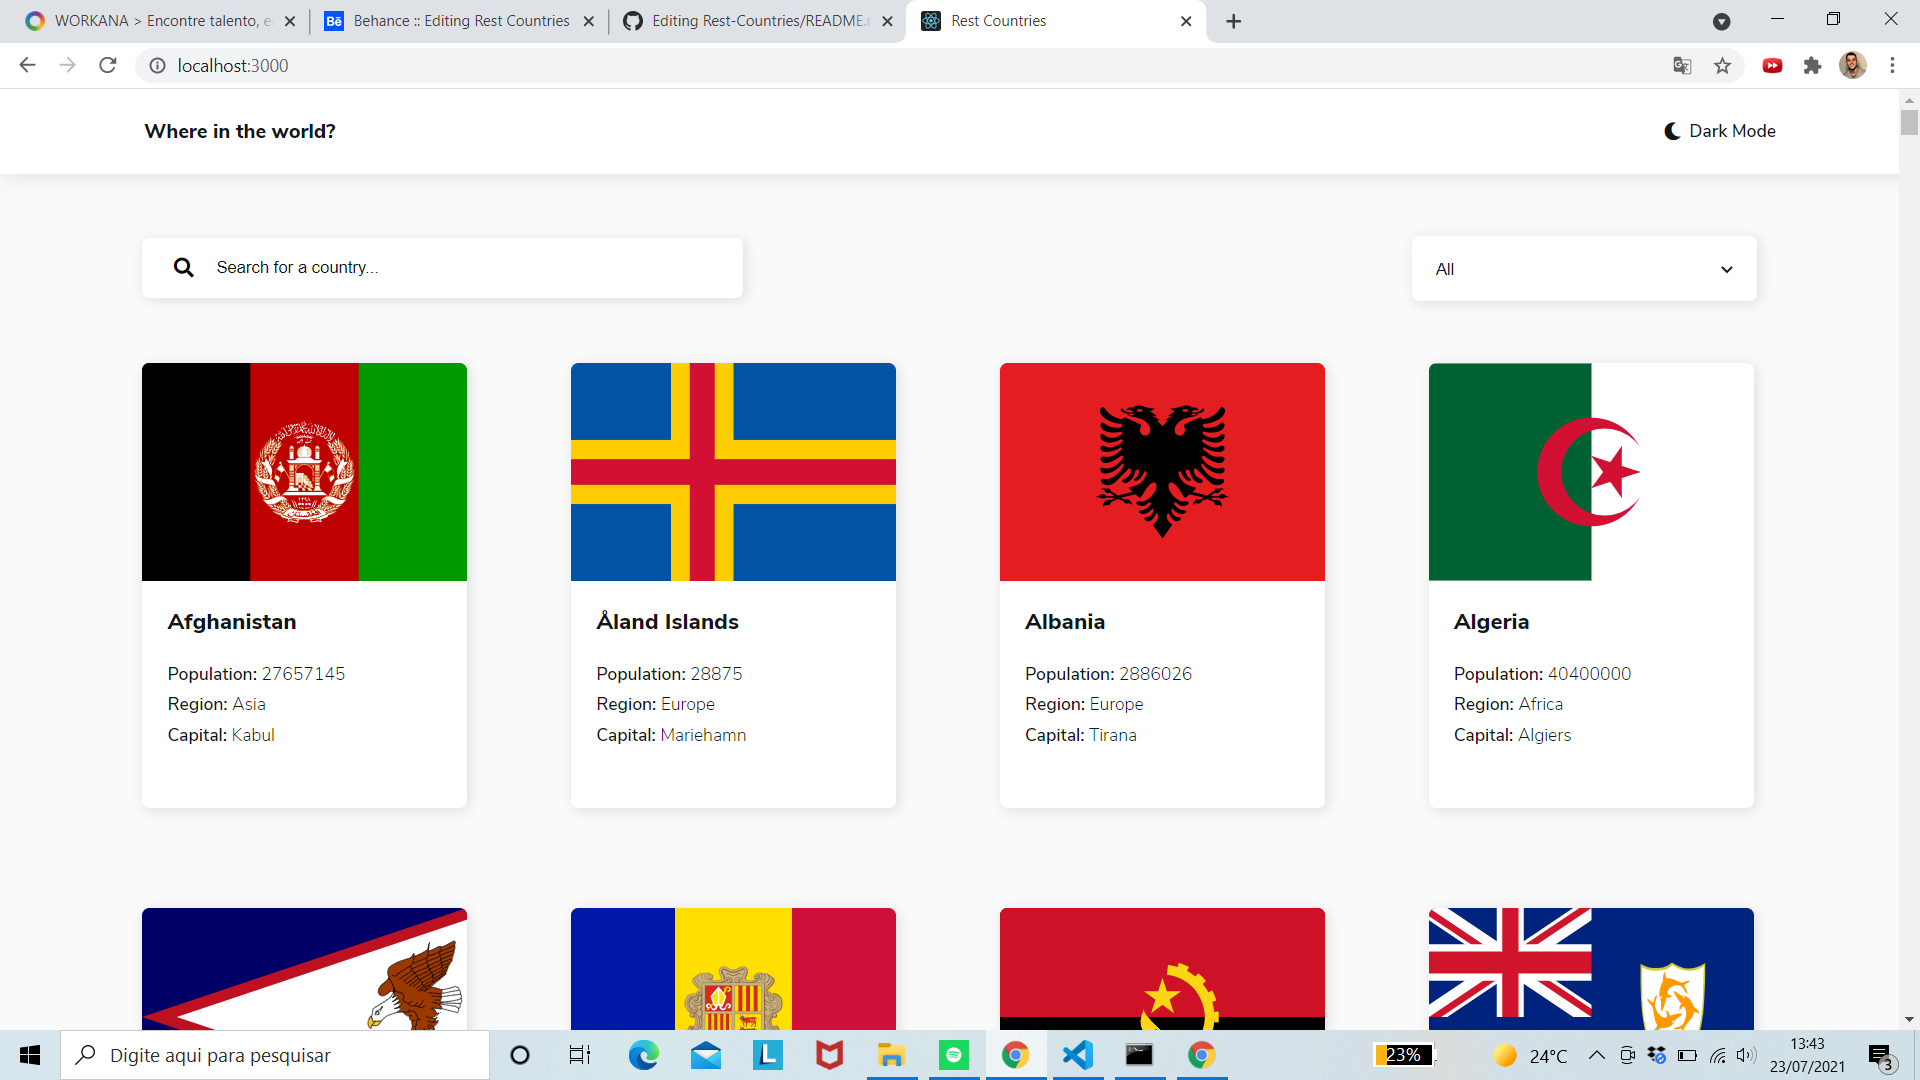 WORKANA > Encontre talento, e
Behance :: Editing Rest Countries
Editing Rest-Countries/README.m
Rest Countries
localhost:3000
Where in the world?
Dark Mode
Search for a country...
All
Afghanistan
Population: 27657145
Region: Asia
Capital: Kabul
Åland Islands
Population: 28875
Region: Europe
Capital: Mariehamn
Albania
Population: 2886026
Region: Europe
Capital: Tirana
Algeria
Population: 40400000
Region: Africa
Capital: Algiers
Digite aqui para pesquisar
23%
24°C
13:43
23/07/2021
3